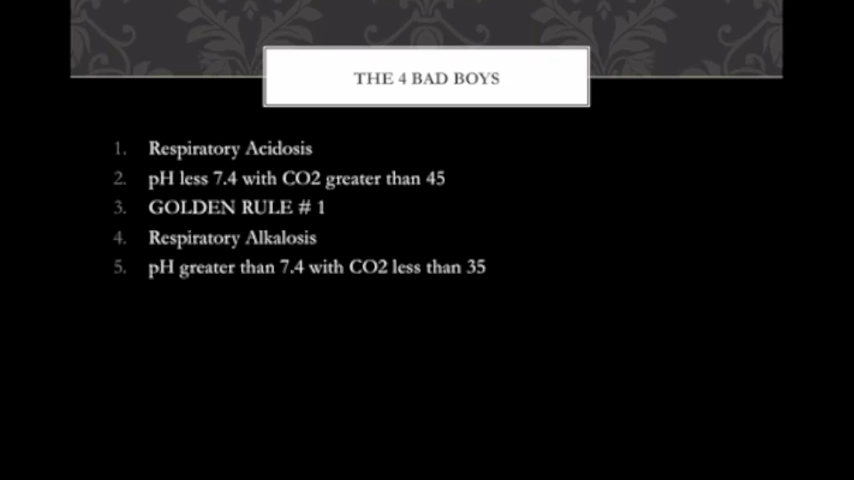 THE 4 BAD BOYS
1. Respiratory Acidosis
2. pH less 7.4 with CO2 greater than 45
3. GOLDEN RULE # 1
4. Respiratory Alkalosis
5. pH greater than 7.4 with CO2 less than 35